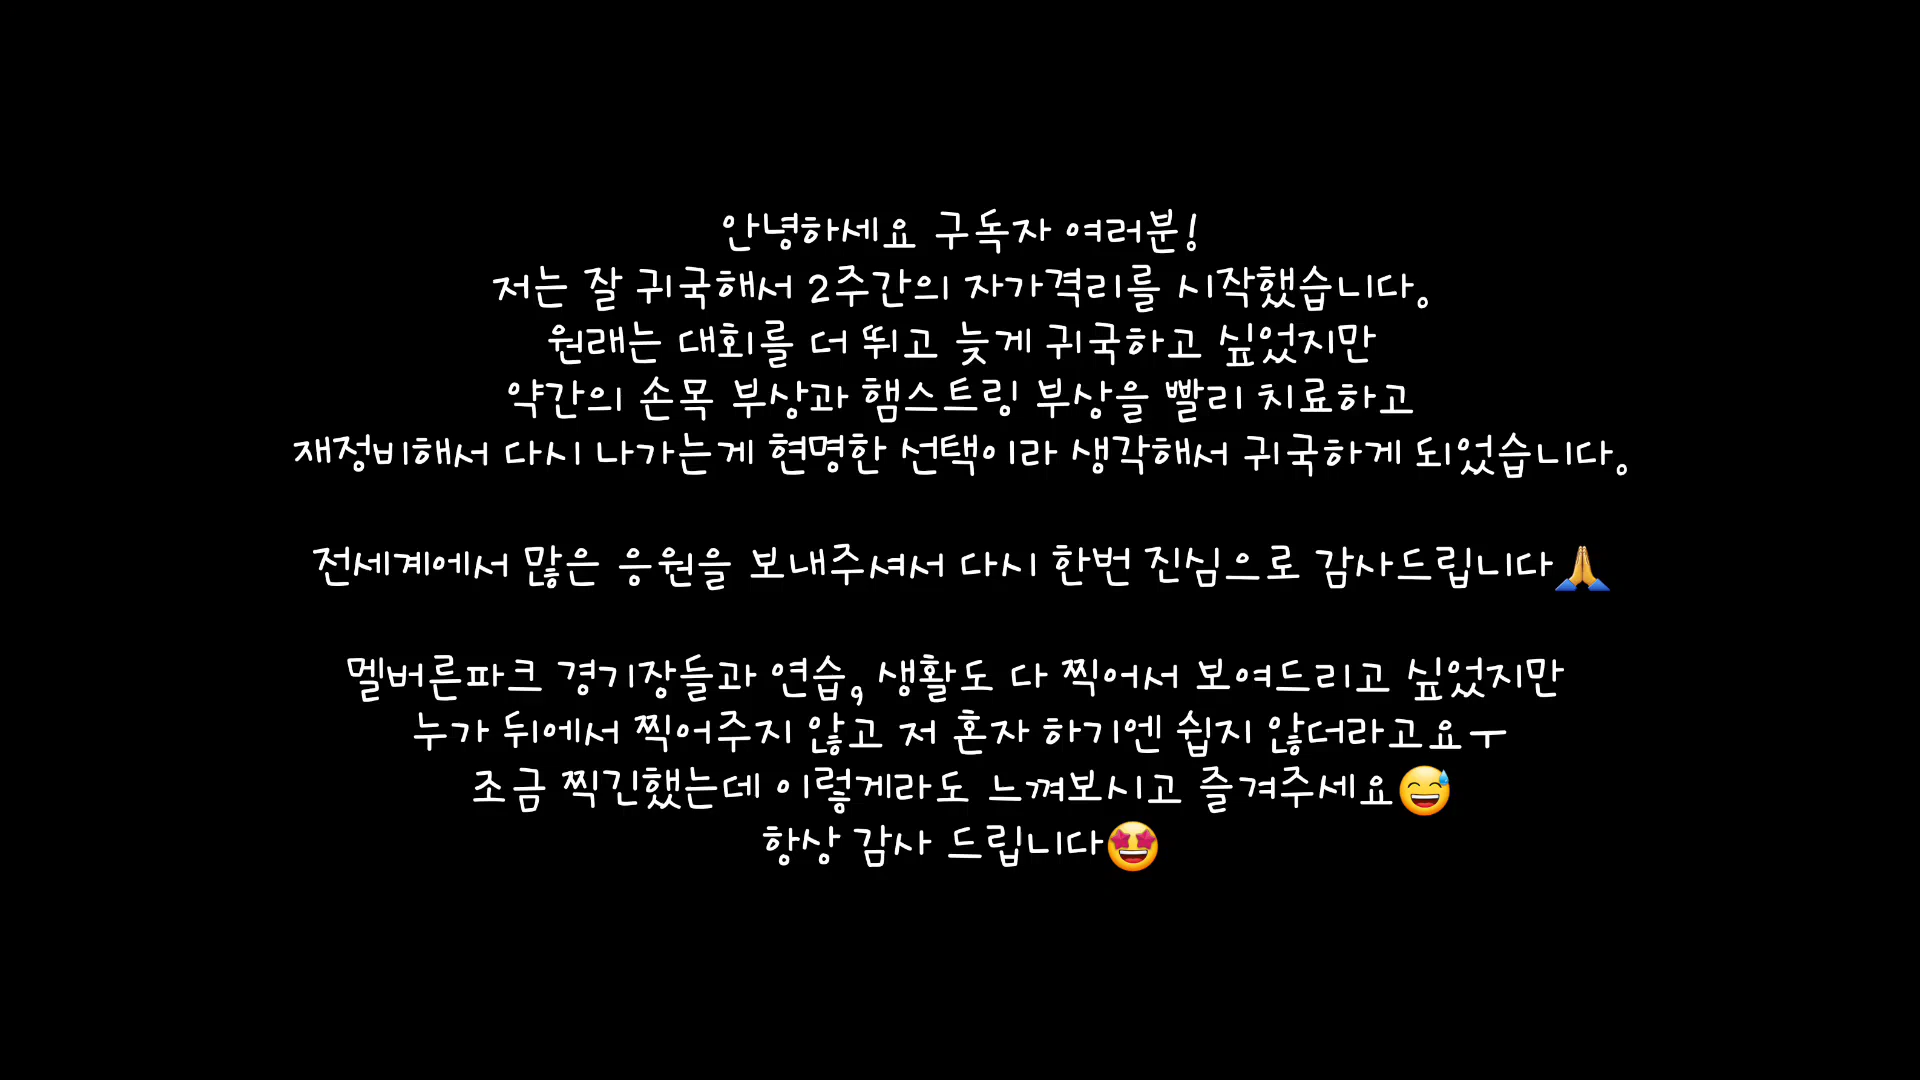 안녕하세요 구독자 여러분!
저는 잘 귀국해서 2주간의 자가격리를 시작했습니다.
원래는 대회를 더 뛰고 늦게 귀국하고 싶었지만
약간의 손목 부상과 햄스트링 부상을 빨리 치료하고
재정비해서 다시 나가는게 현명한 선택이라 생각해서 귀국하게 되었습니다.
전세계에서 많은 응원을 보내주셔서 다시 한번 진심으로 감사드립니다🙏
멜버른파크 경기장들과 연습, 생활도 다 찍어서 보여드리고 싶었지만
누가 뒤에서 찍어주지 않고 저 혼자 하기엔 쉽지 않더라고요ㅜ
조금 찍긴했는데 이렇게라도 느껴보시고 즐겨주세요😅
항상 감사 드립니다🤩